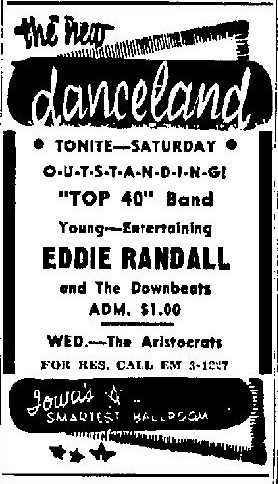 the new
danceland
• TONITE—SATURDAY •
O-U-T-S-T-A-N-D-I-N-G!
"TOP 40" Band
Young—Entertaining
EDDIE RANDALL
and The Downbeats
ADM. $1.00
WED.—The Aristocrats
FOR RES. CALL EM 3-1237
Iowa's
SMARTEST BALLROOM